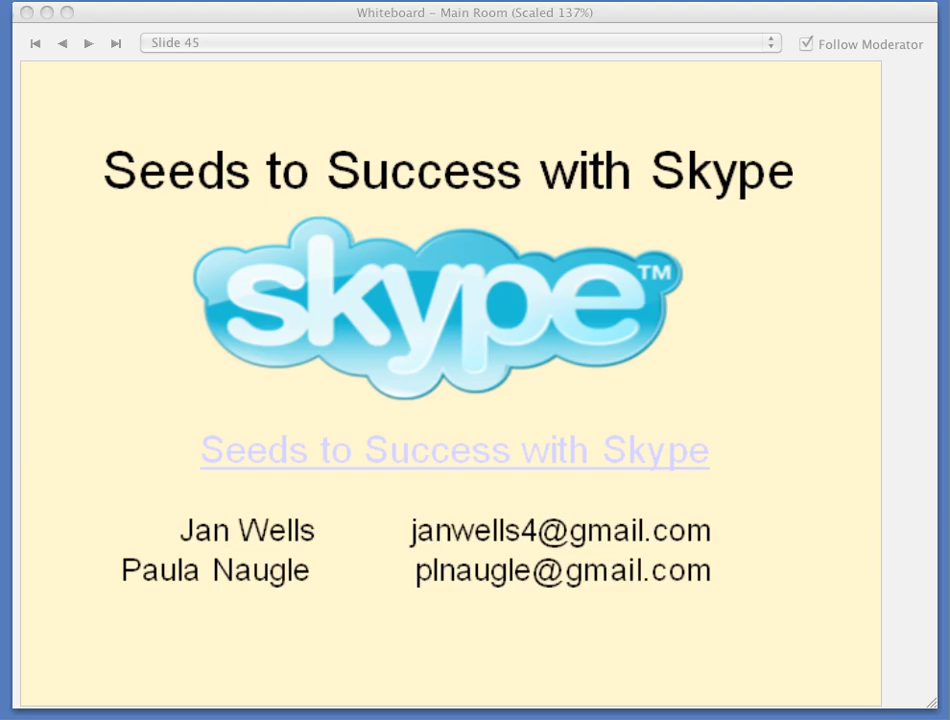 Whiteboard – Main Room (Scaled 137%)
Slide 45 Follow Moderator
Seeds to Success with Skype
skype™
Seeds to Success with Skype
Jan Wells janwells4@gmail.com
Paula Naugle plnaugle@gmail.com